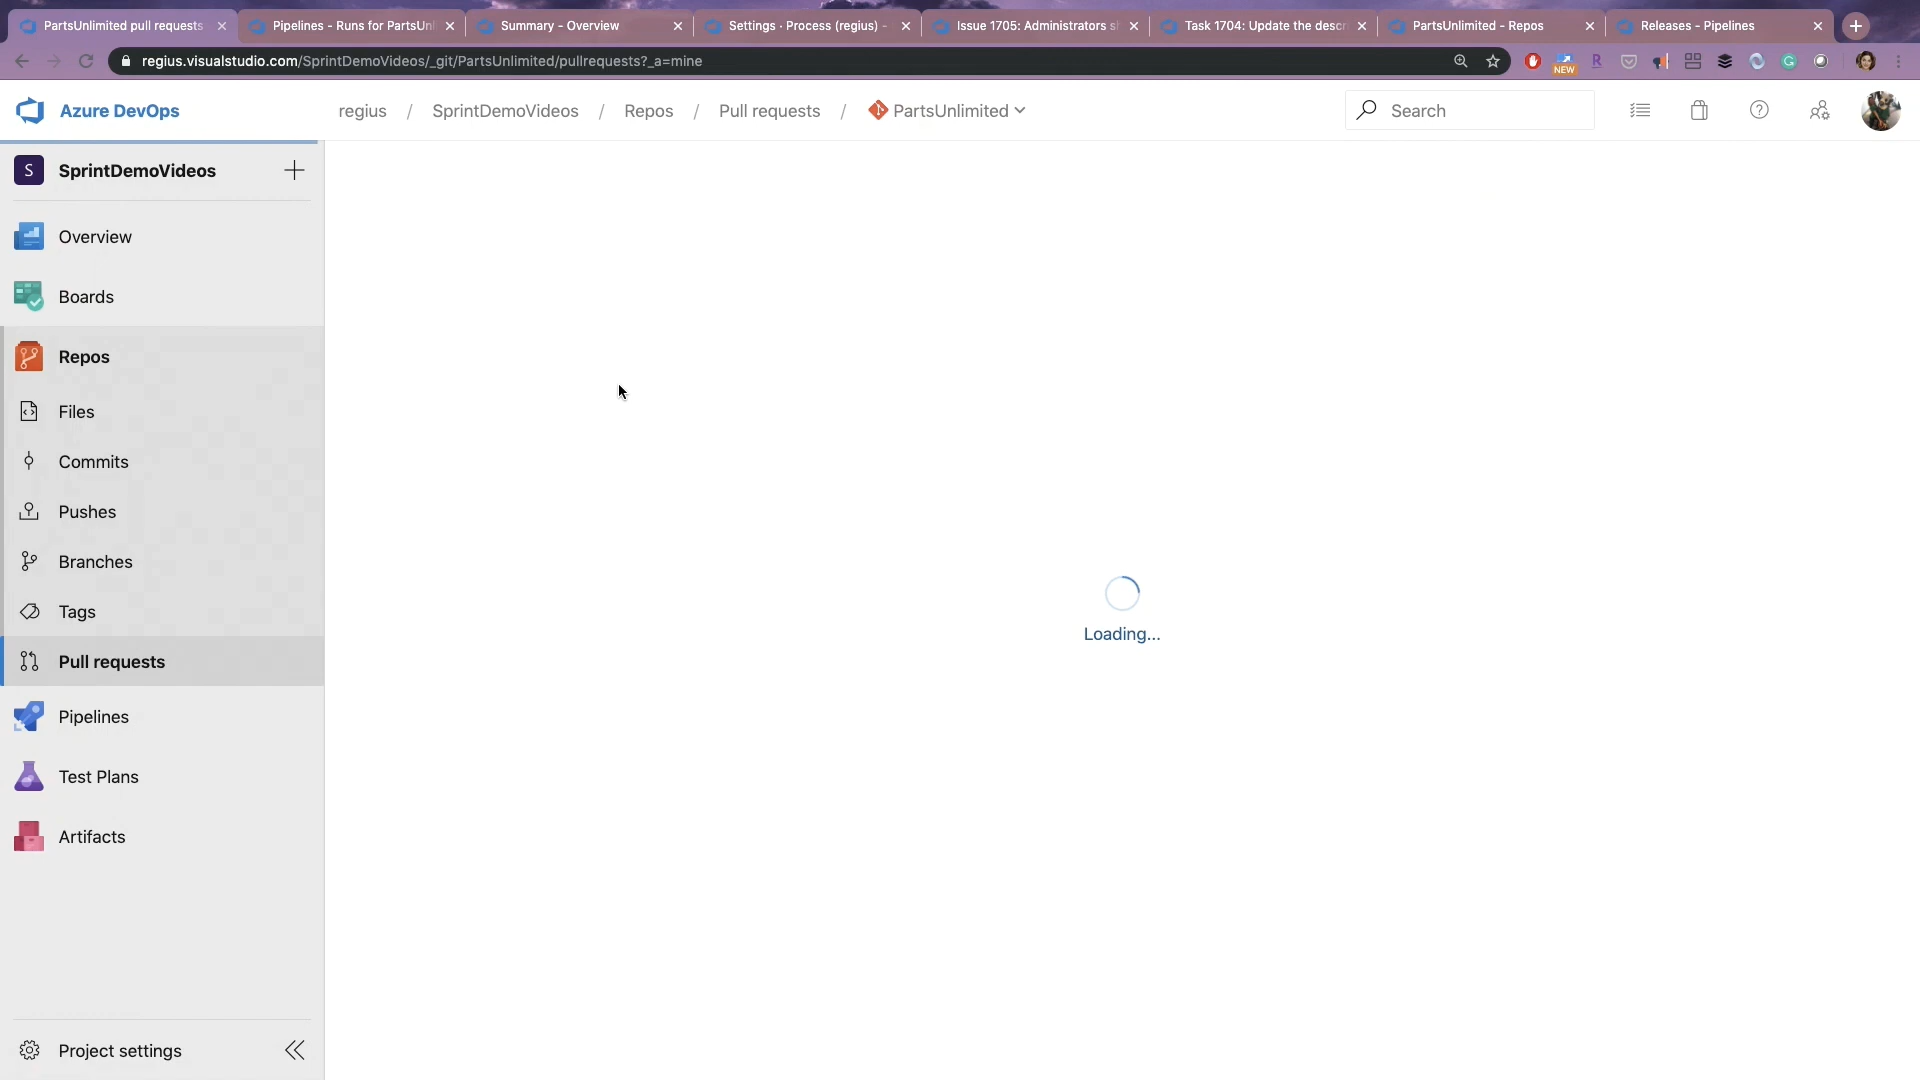 PartsUnlimited pull requests
Pipelines - Runs for PartsUnl
Summary - Overview
Settings · Process (regius) -
Issue 1705: Administrators s
Task 1704: Update the descr
PartsUnlimited - Repos
Releases - Pipelines
regius.visualstudio.com/SprintDemoVideos/_git/PartsUnlimited/pullrequests?_a=mine
R
NEW
Azure DevOps
regius / SprintDemoVideos / Repos / Pull requests / PartsUnlimited
Search
S
SprintDemoVideos
Overview
Boards
Repos
Files
Commits
Pushes
Branches
Tags
Pull requests
Pipelines
Test Plans
Artifacts
Loading...
Project settings